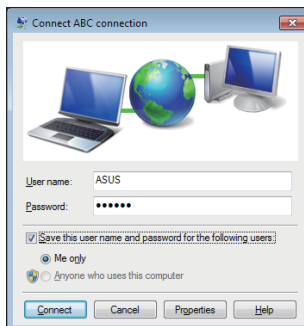 Connect ABC connection
User name: ASUS
Password: ••••••
Save this user name and password for the following users:
Me only
Anyone who uses this computer
Connect Cancel Properties Help